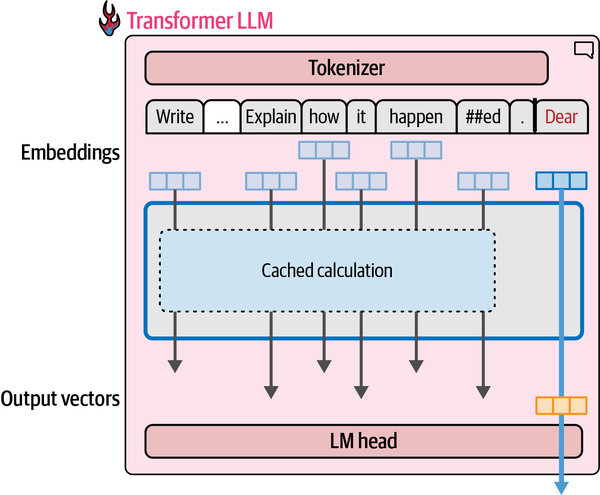 Transformer LLM
Tokenizer
Write ... Explain how it happen ##ed . Dear
Embeddings
Cached calculation
Output vectors
LM head